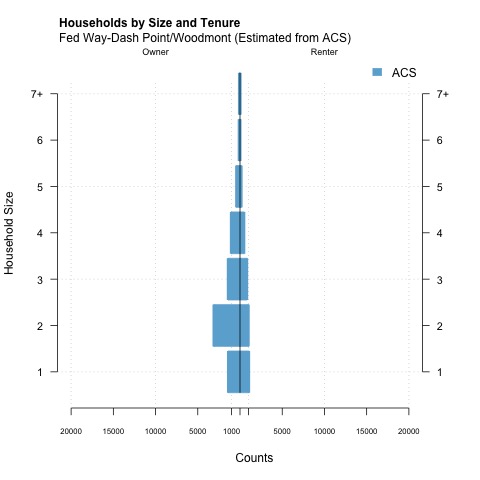 Households by Size and Tenure
Fed Way-Dash Point/Woodmont (Estimated from ACS)
Owner Renter
ACS
7+ 7+
6 6
5 5
4 4
3 3
2 2
1 1
Household Size
20000 15000 10000 5000 1000 5000 10000 15000 20000
Counts